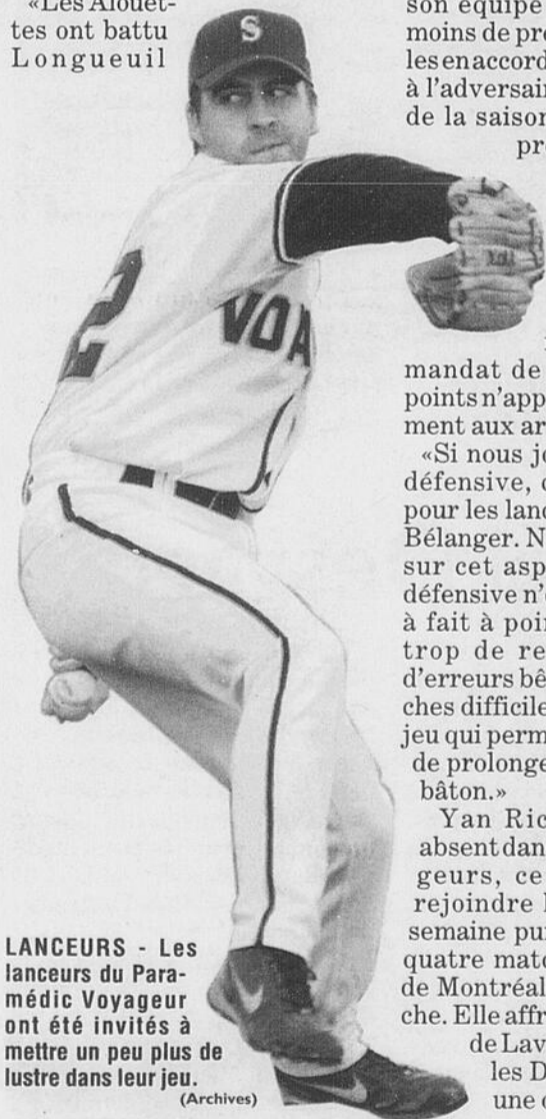 «Les Alouet-
tes ont battu
Longueuil
S
2
VOA
LANCEURS - Les
lanceurs du Para-
médic Voyageur
ont été invités à
mettre un peu plus de
lustre dans leur jeu.
(Archives)
son équipe
moins de pr
les en accord
à l'adversair
de la saison
pr
mandat de
points n'app
ment aux ar
«Si nous jo
défensive, 
pour les lanc
Bélanger. N
sur cet asp
défensive n'
à fait à poi
trop de re
d'erreurs bê
ches difficile
jeu qui perm
de prolonge
bâton.»
Yan Ric
absent dan
geurs, ce
rejoindre l
semaine pu
quatre matc
de Montréal
che. Elle affr
de Lav
les D
une